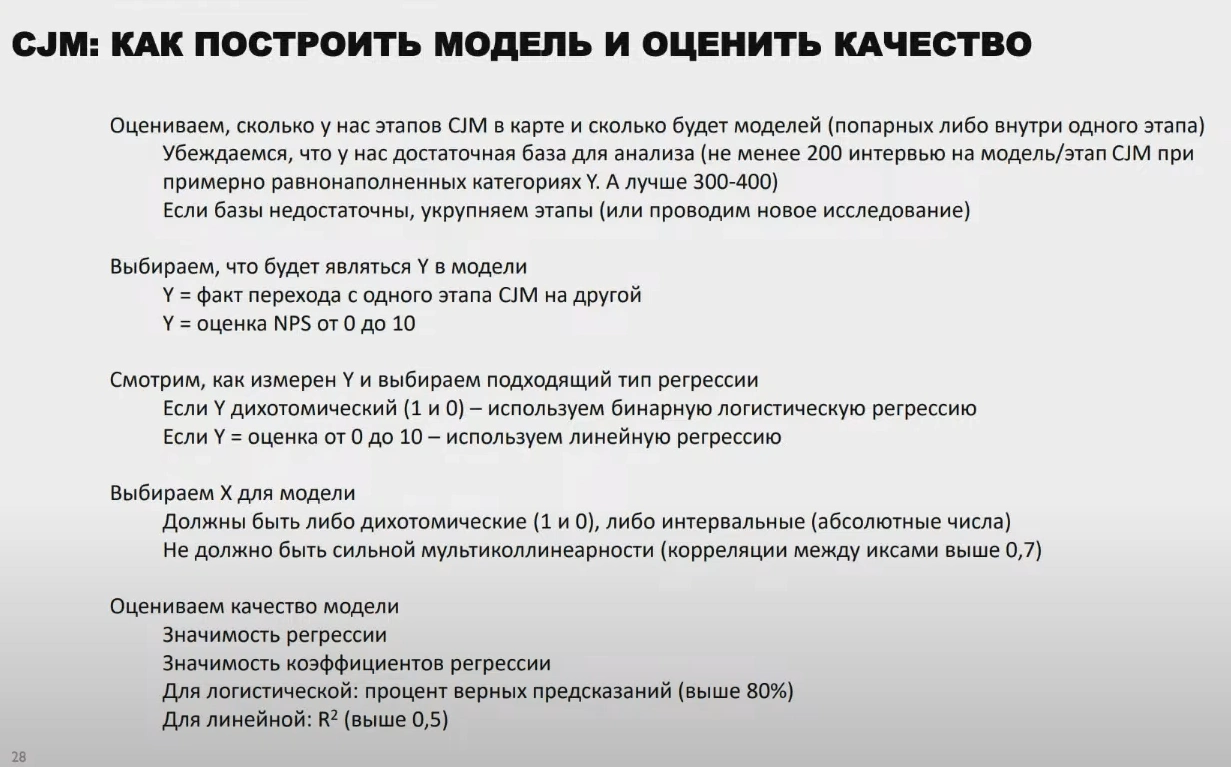 CJM: КАК ПОСТРОИТЬ МОДЕЛЬ И ОЦЕНИТЬ КАЧЕСТВО
Оцениваем, сколько у нас этапов CJM в карте и сколько будет моделей (попарных либо внутри одного этапа)
Убеждаемся, что у нас достаточная база для анализа (не менее 200 интервью на модель/этап CJM при
примерно равнонаполненных категориях Y. А лучше 300-400)
Если базы недостаточны, укрупняем этапы (или проводим новое исследование)
Выбираем, что будет являться Y в модели
Y = факт перехода с одного этапа CJM на другой
Y = оценка NPS от 0 до 10
Смотрим, как измерен Y и выбираем подходящий тип регрессии
Если Y дихотомический (1 и 0) – используем бинарную логистическую регрессию
Если Y = оценка от 0 до 10 – используем линейную регрессию
Выбираем X для модели
Должны быть либо дихотомические (1 и 0), либо интервальные (абсолютные числа)
Не должно быть сильной мультиколлинеарности (корреляции между иксами выше 0,7)
Оцениваем качество модели
Значимость регрессии
Значимость коэффициентов регрессии
Для логистической: процент верных предсказаний (выше 80%)
Для линейной: R² (выше 0,5)
28